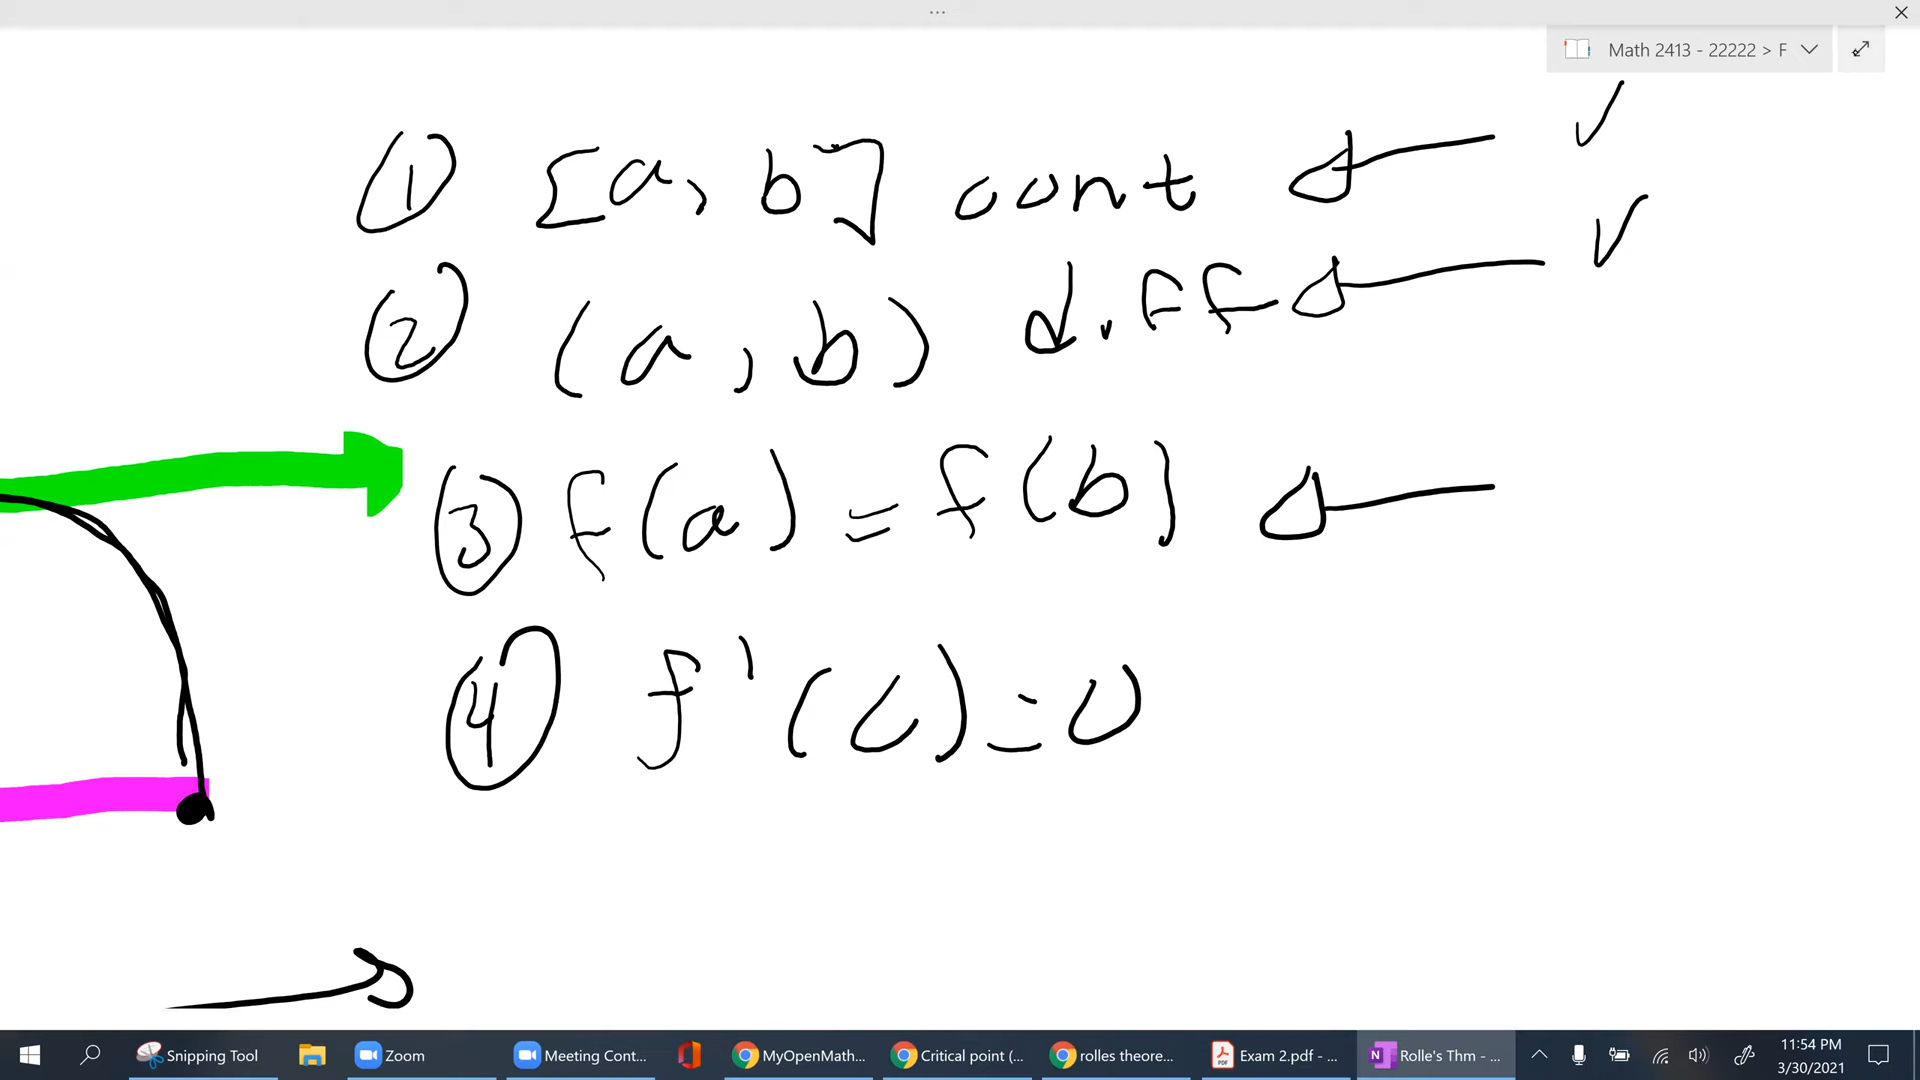 Math 2413 - 22222 > F
① [a, b] cont ✓
② (a, b) diff ✓
③ f(a) = f(b)
④ f'(c) = 0
Snipping Tool
Zoom
Meeting Cont...
MyOpenMath...
Critical point (...
rolles theore...
Exam 2.pdf - ...
Rolle's Thm - ...
11:54 PM
3/30/2021